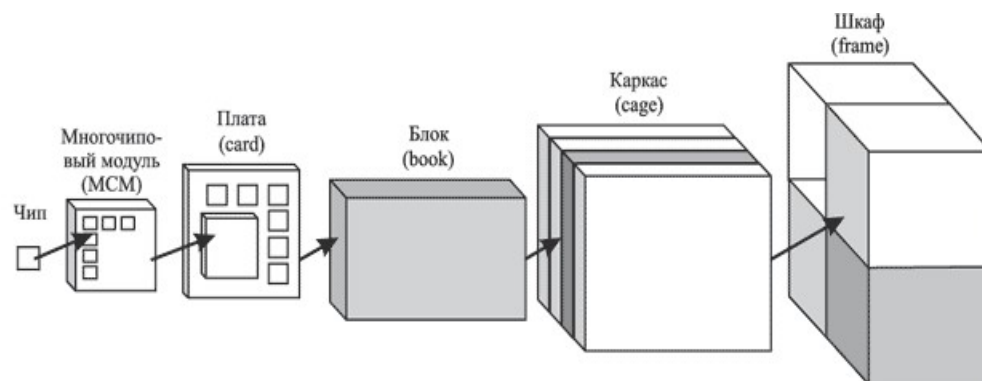 Чип
Многочипо-
вый модуль
(MCM)
Плата
(card)
Блок
(book)
Каркас
(cage)
Шкаф
(frame)